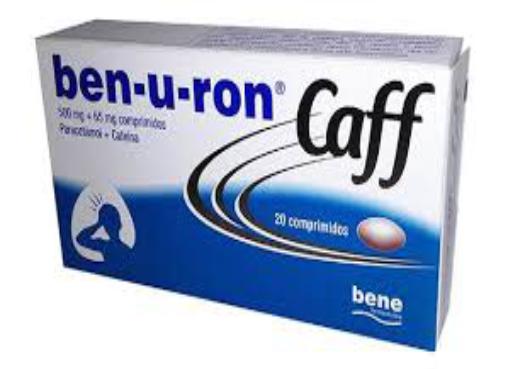 ben-u-ron® Caff
500 mg + 65 mg comprimidos
Paracetamol + Cafeína
20 comprimidos
bene